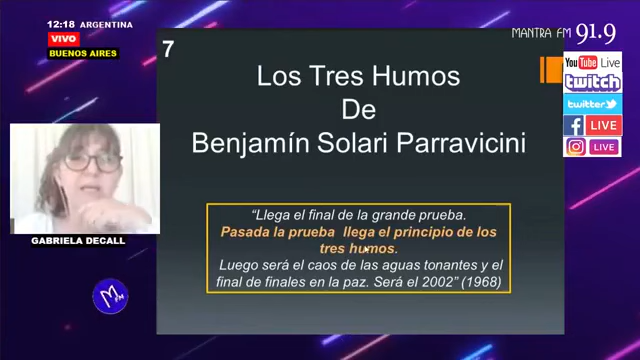 12:18 ARGENTINA
VIVO
BUENOS AIRES
MANTRA FM 91.9
YouTube Live
twitch
twitter
LIVE
LIVE
7
Los Tres Humos
De
Benjamín Solari Parravicini
GABRIELA DECALL
“Llega el final de la grande prueba.
Pasada la prueba llega el principio de los
tres humos.
Luego será el caos de las aguas tonantes y el
final de finales en la paz. Será el 2002” (1968)